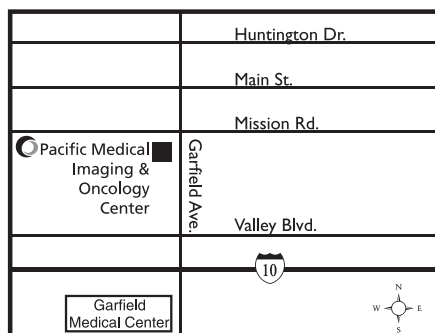 Huntington Dr.
Main St.
Mission Rd.
Pacific Medical
Imaging &
Oncology
Center
Garfield Ave.
Valley Blvd.
10
Garfield
Medical Center
N
W
E
S